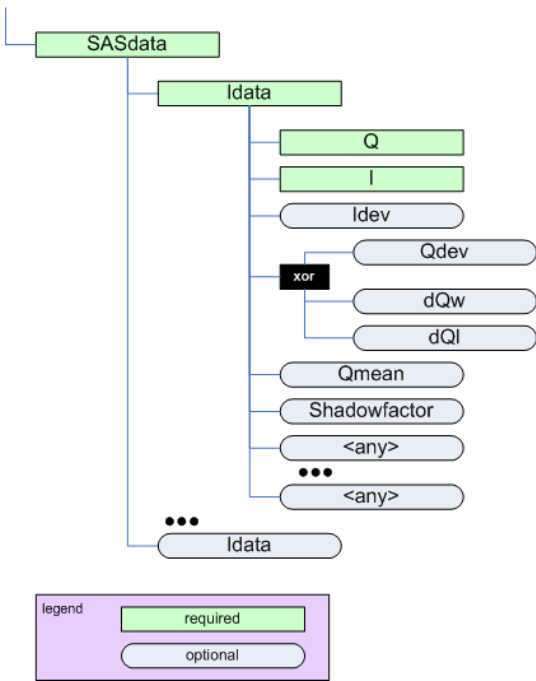 SASdata
Idata
Q
I
Idev
Qdev
xor
dQw
dQl
Qmean
Shadowfactor
<any>
●●●
<any>
●●●
Idata
legend
required
optional